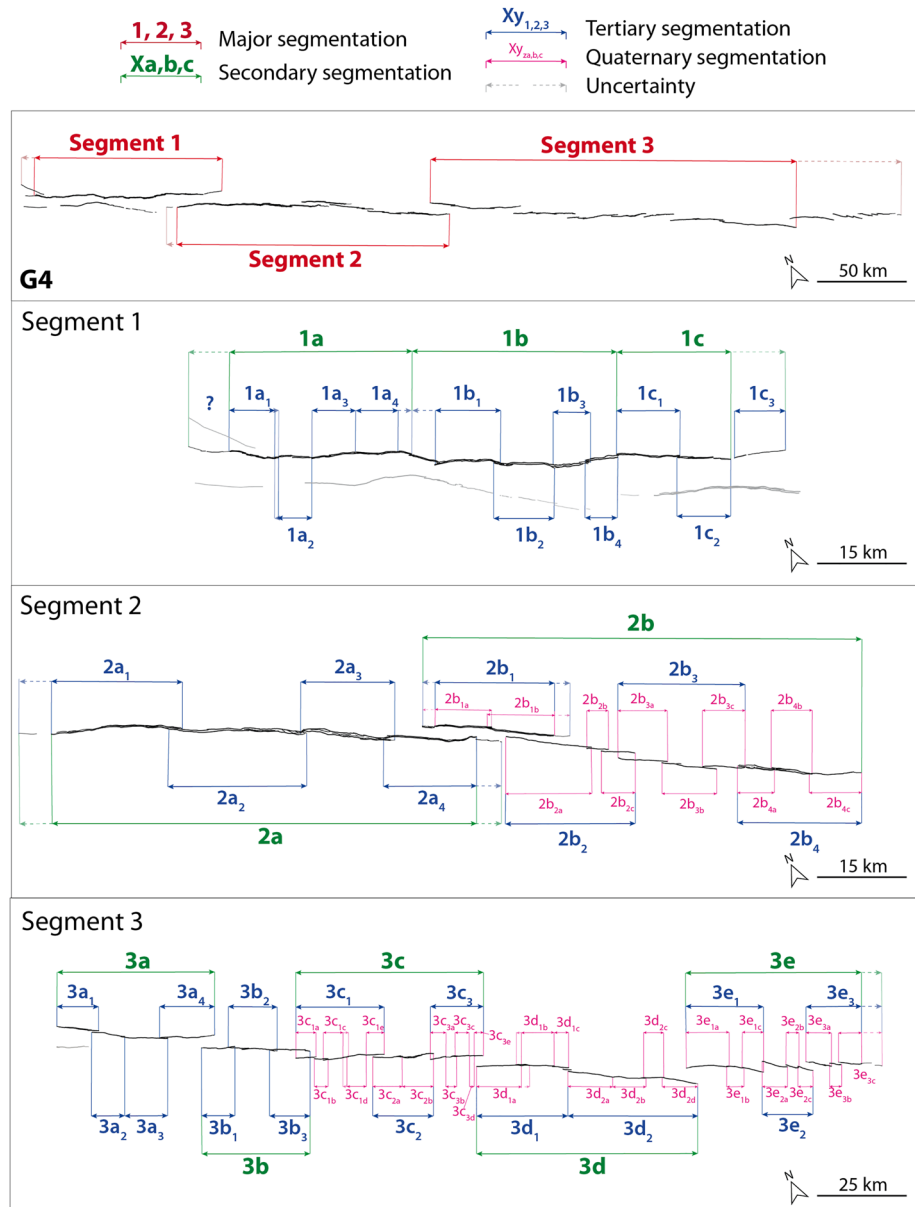 1, 2, 3 Major segmentation
Xa,b,c Secondary segmentation
Xy1,2,3 Tertiary segmentation
Xyza,b,c Quaternary segmentation
Uncertainty
Segment 1
Segment 3
Segment 2
G4
N
50 km
Segment 1
1a 1b 1c
? 1a1 1a3 1a4 1b1 1b3 1c1 1c3
1a2 1b2 1b4 1c2
N
15 km
Segment 2
2b
2a1 2a3 2b1 2b3
2b1a 2b1b 2b2b 2b3a 2b3c 2b4b
2a2 2a4 2b2a 2b2c 2b3b 2b4a 2b4c
2a 2b2 2b4
N
15 km
Segment 3
3a 3c 3e
3a1 3a4 3b2 3c1 3c3 3e1 3e3
3c1a 3c1c 3c1e 3c3a 3c3c 3c3e 3d1b 3d1c 3d2c 3e1a 3e1c 3e2b 3e3a
3c1b 3c1d 3c2a 3c2b 3c3b 3c3d 3d1a 3d2a 3d2b 3d2d 3e1b 3e2a 3e2c 3e3b 3e3c
3a2 3a3 3b1 3b3 3c2 3d1 3d2 3e2
3b 3d
N
25 km